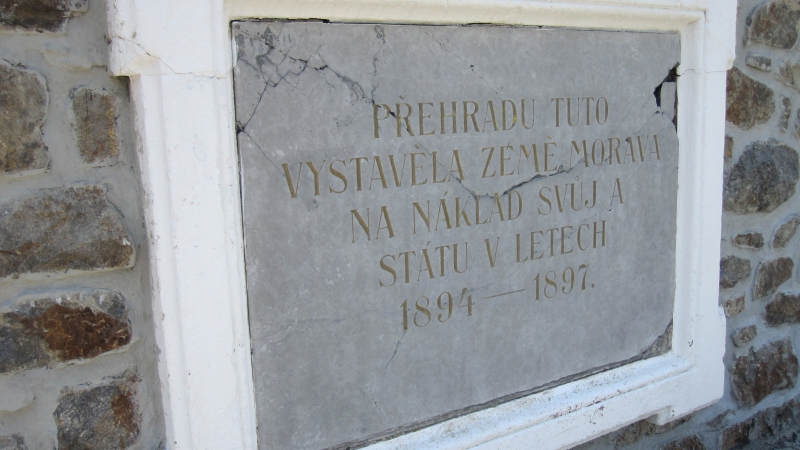 PŘEHRADU TUTO
VYSTAVĚLA ZEMĚ MORAVA
NA NÁKLAD SVŮJ A
STÁTU V LETECH
1894 — 1897.